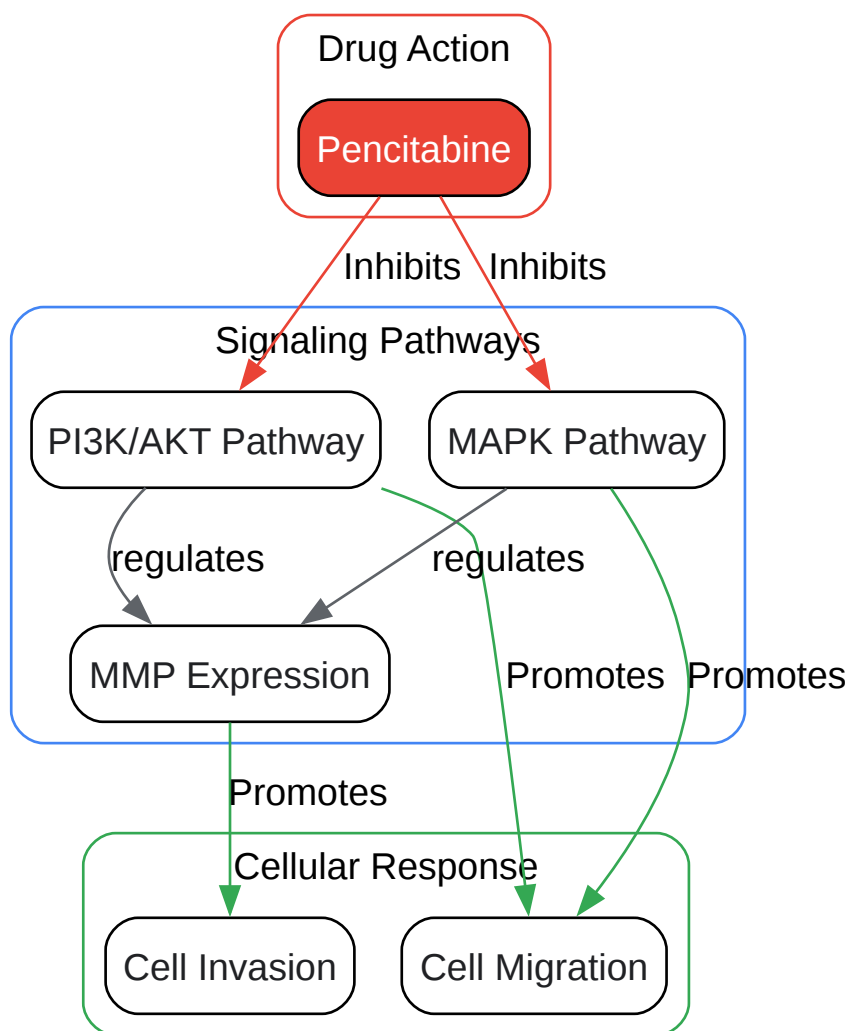 Drug Action
Pencitabine
Inhibits
Inhibits
Signaling Pathways
PI3K/AKT Pathway
MAPK Pathway
regulates
regulates
MMP Expression
Promotes
Promotes
Promotes
Cellular Response
Cell Invasion
Cell Migration